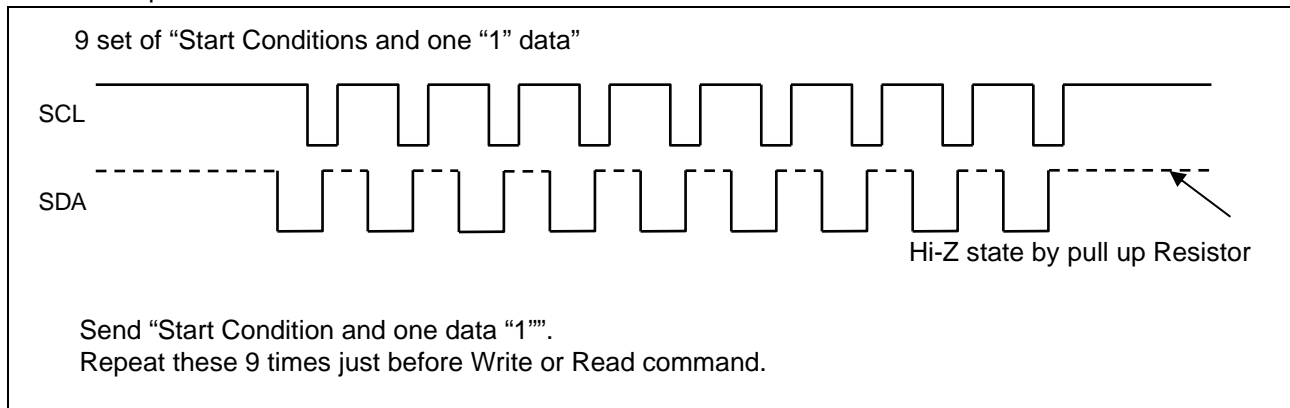 9 set of “Start Conditions and one “1” data”
SCL
SDA
Hi-Z state by pull up Resistor
Send “Start Condition and one data “1””.
Repeat these 9 times just before Write or Read command.